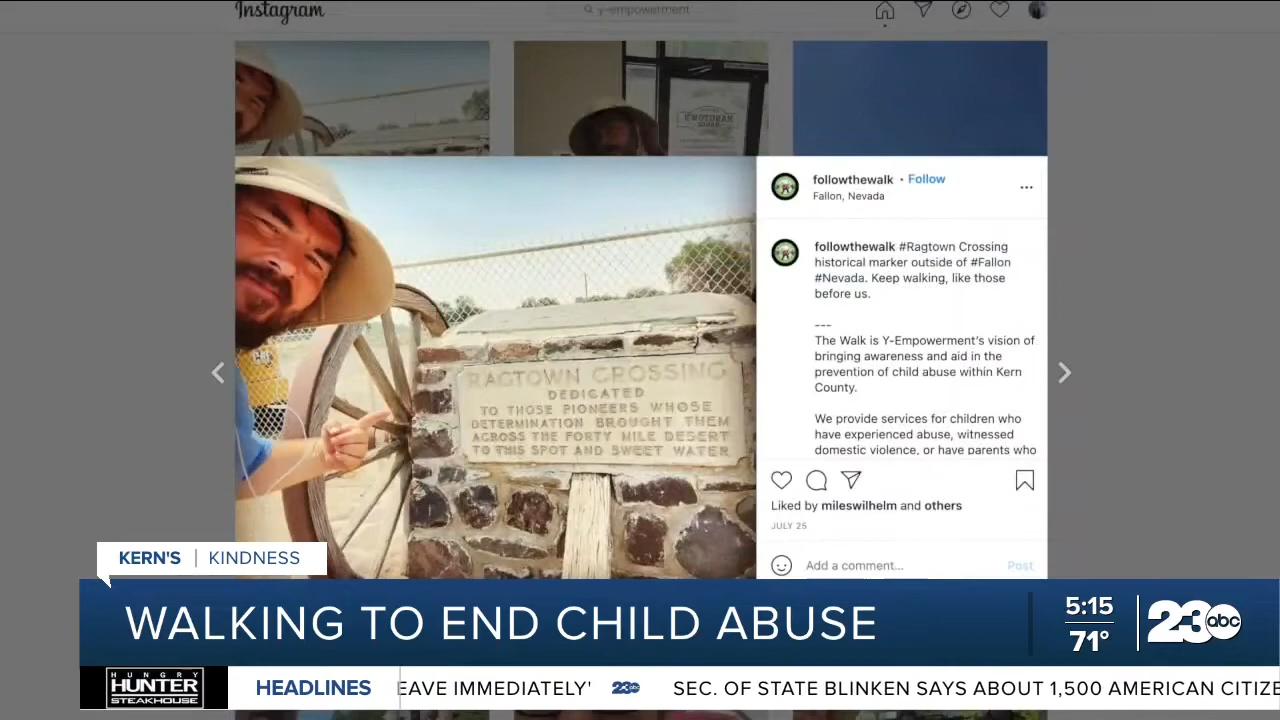 Instagram
y-empowerment
followthewalk • Follow
Fallon, Nevada
followthewalk #Ragtown Crossing
historical marker outside of #Fallon
#Nevada. Keep walking, like those
before us.
---
The Walk is Y-Empowerment's vision of
bringing awareness and aid in the
prevention of child abuse within Kern
County.
We provide services for children who
have experienced abuse, witnessed
domestic violence, or have parents who
RAGTOWN CROSSING
DEDICATED
TO THOSE PIONEERS WHOSE
DETERMINATION BROUGHT THEM
ACROSS THE FORTY MILE DESERT
TO THIS SPOT AND SWEET WATER
Liked by mileswilhelm and others
JULY 25
Add a comment...
Post
KERN'S | KINDNESS
WALKING TO END CHILD ABUSE
5:15
71°
23 abc
HUNGRY
HUNTER
STEAKHOUSE
HEADLINES
EAVE IMMEDIATELY' 23abc SEC. OF STATE BLINKEN SAYS ABOUT 1,500 AMERICAN CITIZE